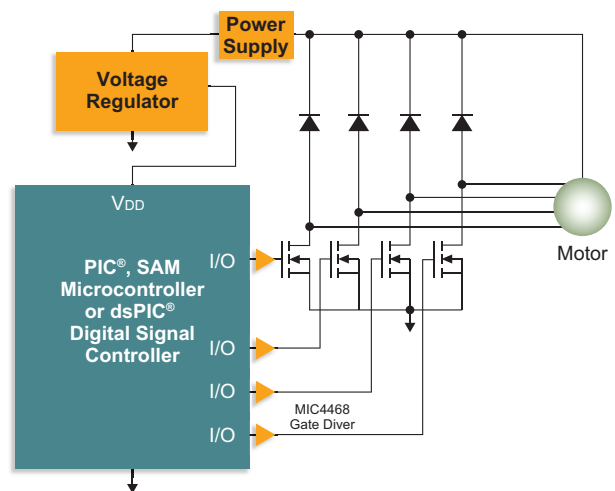 Power
Supply
Voltage
Regulator
VDD
PIC®, SAM
Microcontroller
or dsPIC®
Digital Signal
Controller
I/O
I/O
I/O
I/O
MIC4468
Gate Diver
Motor